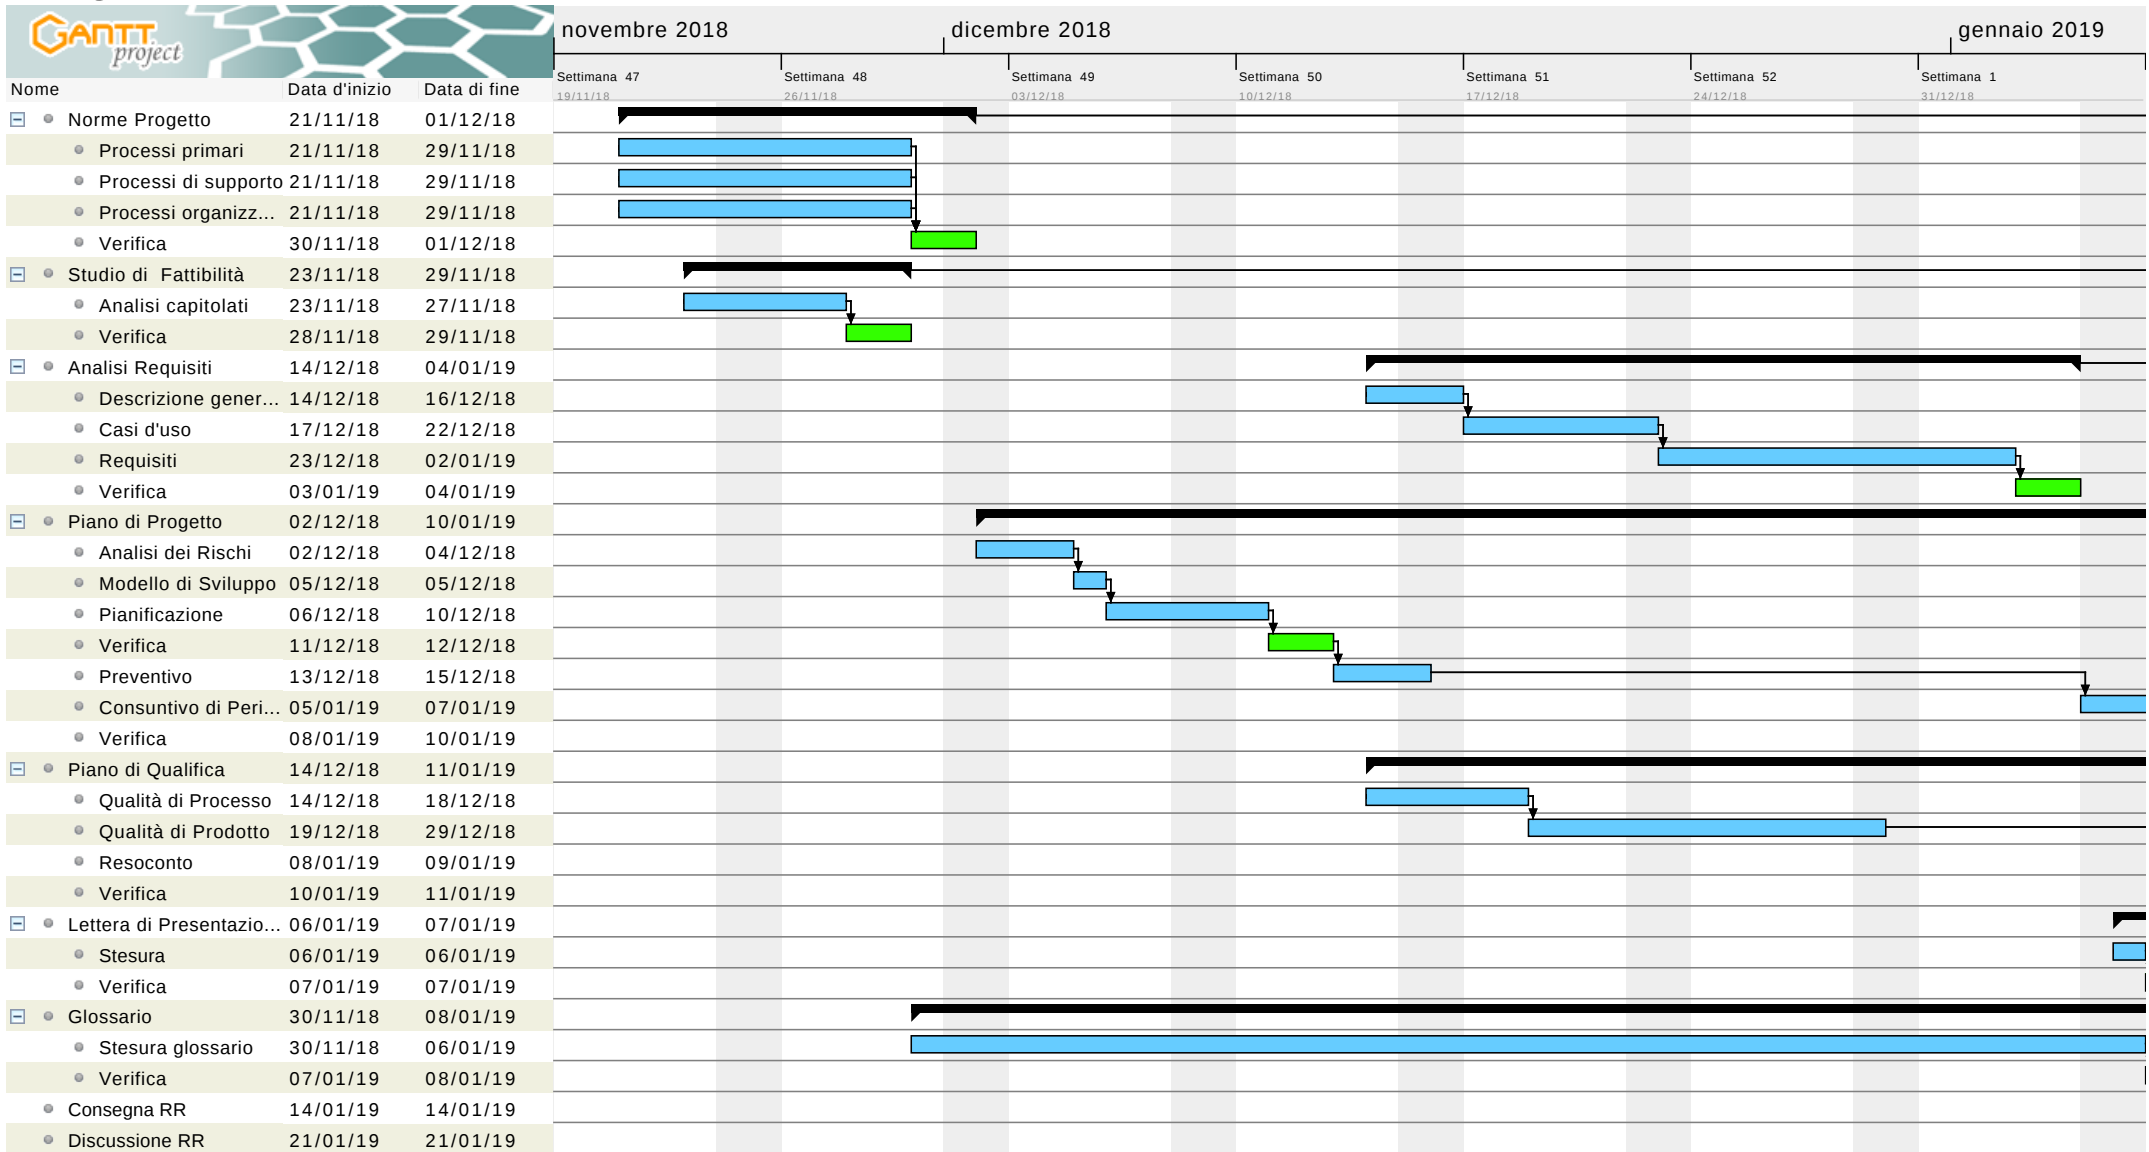 GANTT
project
novembre 2018 dicembre 2018 gennaio 2019
Settimana 47 Settimana 48 Settimana 49 Settimana 50 Settimana 51 Settimana 52 Settimana 1
Nome Data d'inizio Data di fine
19/11/18 26/11/18 03/12/18 10/12/18 17/12/18 24/12/18 31/12/18
Norme Progetto 21/11/18 01/12/18
Processi primari 21/11/18 29/11/18
Processi di supporto 21/11/18 29/11/18
Processi organizz... 21/11/18 29/11/18
Verifica 30/11/18 01/12/18
Studio di Fattibilità 23/11/18 29/11/18
Analisi capitolati 23/11/18 27/11/18
Verifica 28/11/18 29/11/18
Analisi Requisiti 14/12/18 04/01/19
Descrizione gener... 14/12/18 16/12/18
Casi d'uso 17/12/18 22/12/18
Requisiti 23/12/18 02/01/19
Verifica 03/01/19 04/01/19
Piano di Progetto 02/12/18 10/01/19
Analisi dei Rischi 02/12/18 04/12/18
Modello di Sviluppo 05/12/18 05/12/18
Pianificazione 06/12/18 10/12/18
Verifica 11/12/18 12/12/18
Preventivo 13/12/18 15/12/18
Consuntivo di Peri... 05/01/19 07/01/19
Verifica 08/01/19 10/01/19
Piano di Qualifica 14/12/18 11/01/19
Qualità di Processo 14/12/18 18/12/18
Qualità di Prodotto 19/12/18 29/12/18
Resoconto 08/01/19 09/01/19
Verifica 10/01/19 11/01/19
Lettera di Presentazio... 06/01/19 07/01/19
Stesura 06/01/19 06/01/19
Verifica 07/01/19 07/01/19
Glossario 30/11/18 08/01/19
Stesura glossario 30/11/18 06/01/19
Verifica 07/01/19 08/01/19
Consegna RR 14/01/19 14/01/19
Discussione RR 21/01/19 21/01/19